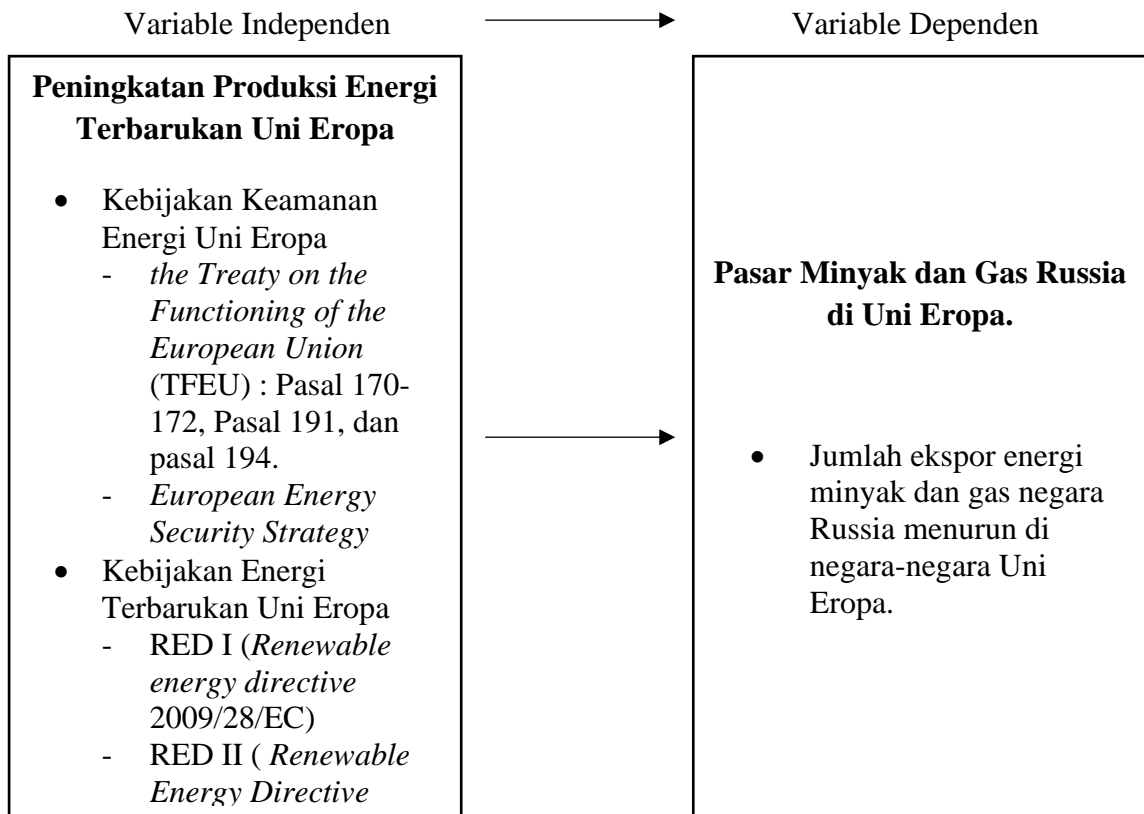 Variable Independen
Variable Dependen
Peningkatan Produksi Energi
Terbarukan Uni Eropa
• Kebijakan Keamanan
Energi Uni Eropa
- the Treaty on the
Functioning of the
European Union
(TFEU) : Pasal 170-
172, Pasal 191, dan
pasal 194.
- European Energy
Security Strategy
• Kebijakan Energi
Terbarukan Uni Eropa
- RED I (Renewable
energy directive
2009/28/EC)
- RED II ( Renewable
Energy Directive
Pasar Minyak dan Gas Russia
di Uni Eropa.
• Jumlah ekspor energi
minyak dan gas negara
Russia menurun di
negara-negara Uni
Eropa.